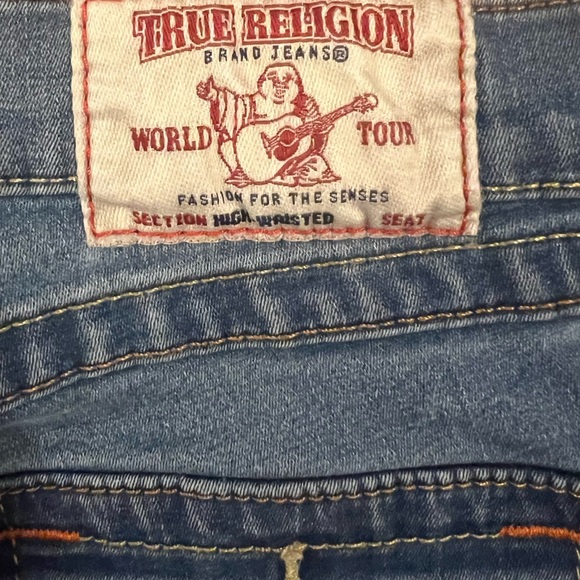 TRUE RELIGION
BRAND JEANS®
WORLD TOUR
FASHION FOR THE SENSES
SECTION HIGH-WAISTED SEAT